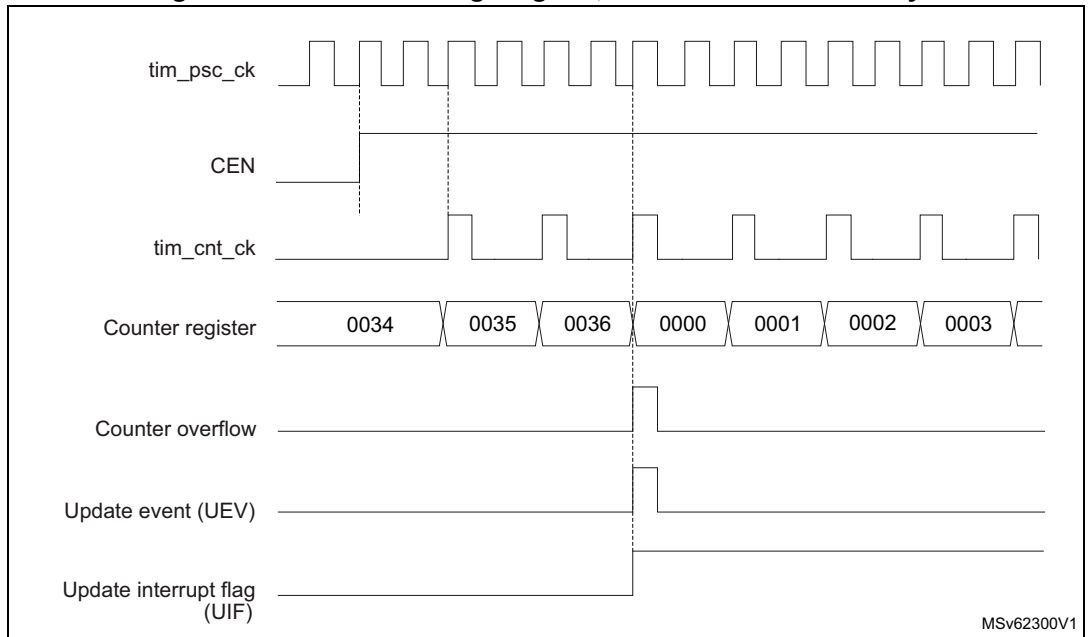 tim_psc_ck
CEN
tim_cnt_ck
Counter register 0034 0035 0036 0000 0001 0002 0003
Counter overflow
Update event (UEV)
Update interrupt flag
(UIF)
MSv62300V1